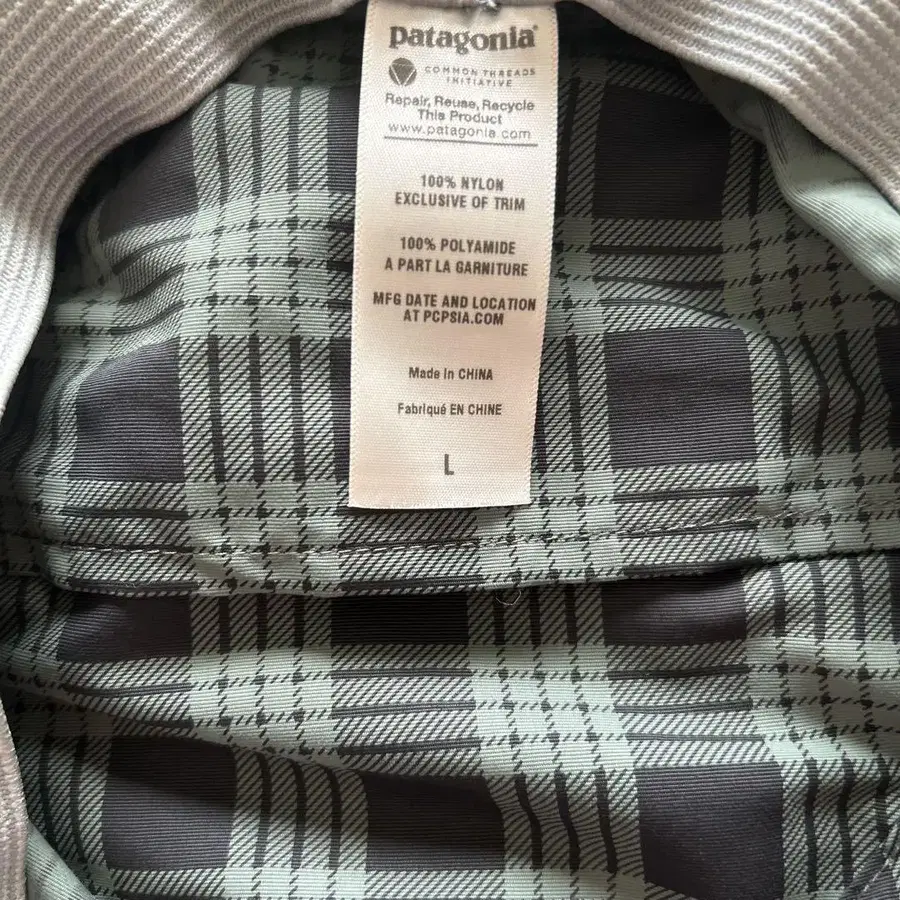 patagonia®
COMMON THREADS
INITIATIVE
Repair, Reuse, Recycle
This Product
www.patagonia.com
100% NYLON
EXCLUSIVE OF TRIM
100% POLYAMIDE
A PART LA GARNITURE
MFG DATE AND LOCATION
AT PCPSIA.COM
Made in CHINA
Fabriqué EN CHINE
L